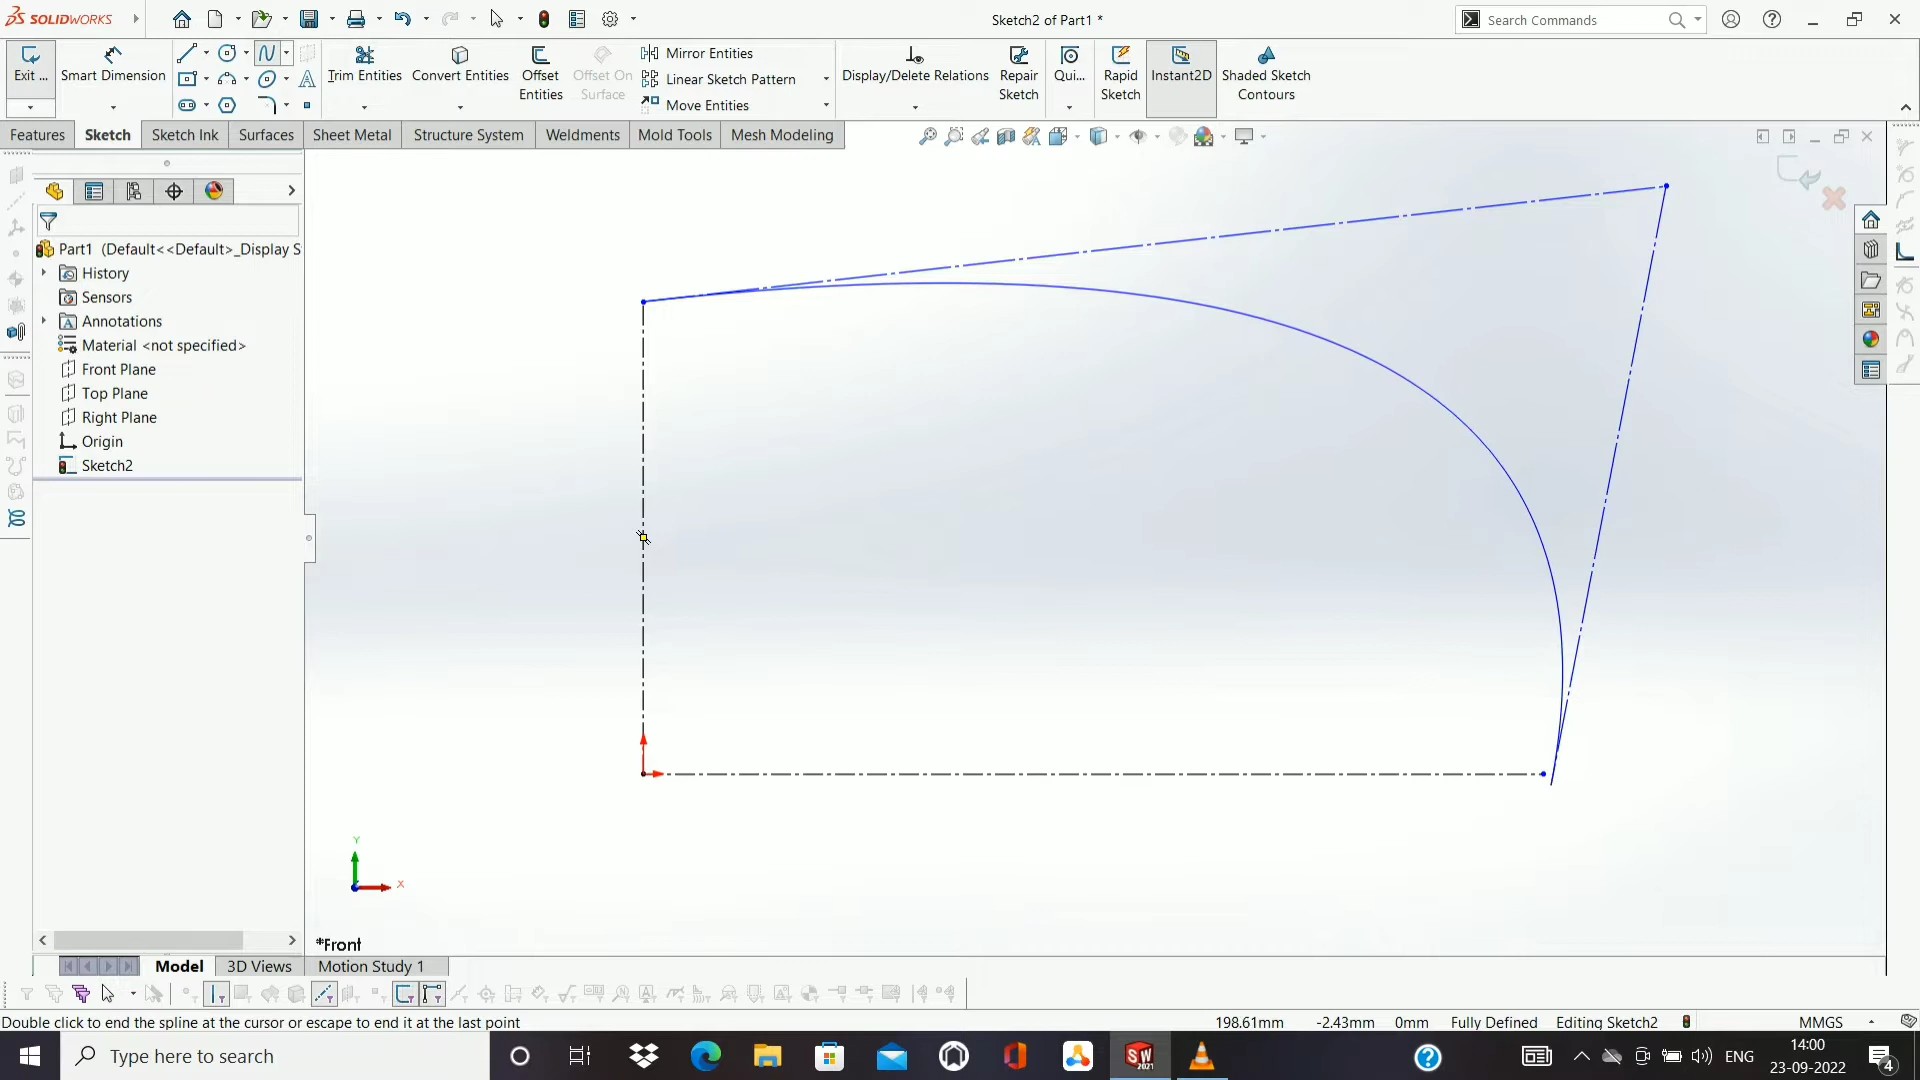 SOLIDWORKS
Sketch2 of Part1 *
Search Commands
Exit ...
Smart Dimension
Trim Entities
Convert Entities
Offset
Entities
Offset On
Surface
Mirror Entities
Linear Sketch Pattern
Move Entities
Display/Delete Relations
Repair
Sketch
Qui...
Rapid
Sketch
Instant2D
Shaded Sketch
Contours
Features
Sketch
Sketch Ink
Surfaces
Sheet Metal
Structure System
Weldments
Mold Tools
Mesh Modeling
Part1 (Default<<Default>_Display S
History
Sensors
Annotations
Material <not specified>
Front Plane
Top Plane
Right Plane
Origin
Sketch2
Y
X
*Front
Model
3D Views
Motion Study 1
Double click to end the spline at the cursor or escape to end it at the last point
198.61mm
-2.43mm
0mm
Fully Defined
Editing Sketch2
MMGS
Type here to search
SW
2021
ENG
14:00
23-09-2022
4